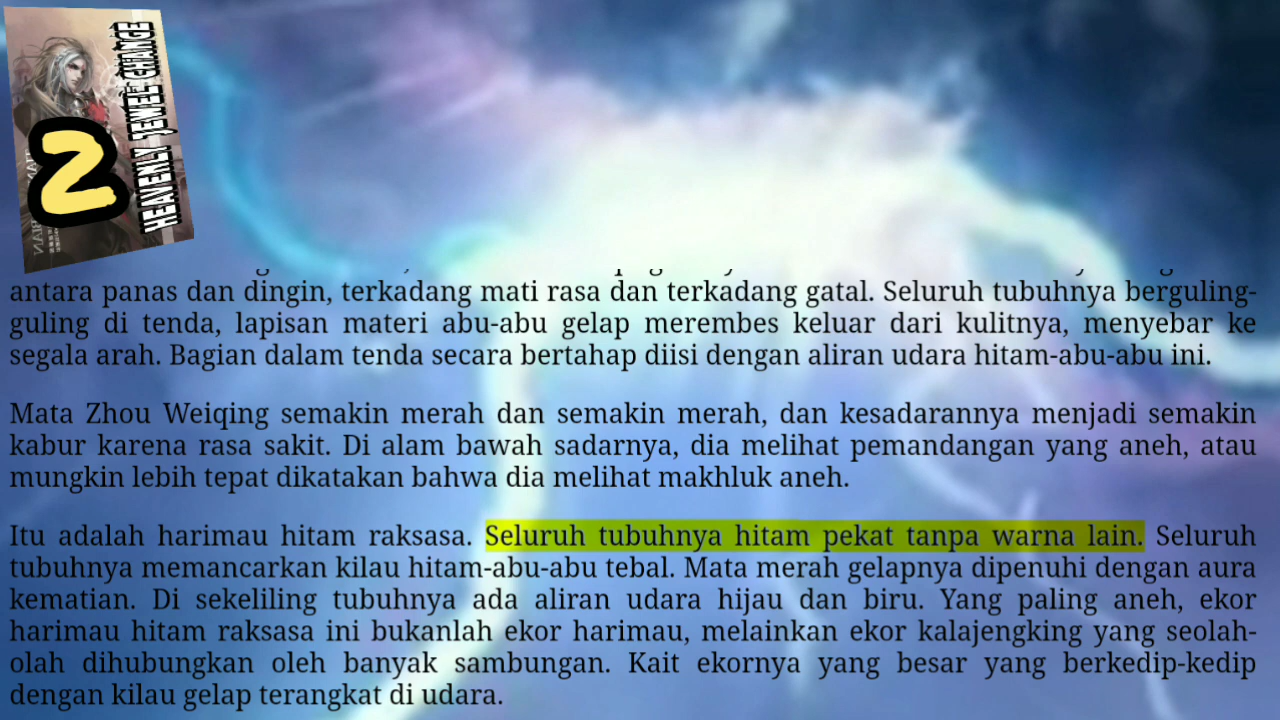 HEAVENLY JEWEL CHANGE
2
antara panas dan dingin, terkadang mati rasa dan terkadang gatal. Seluruh tubuhnya berguling-
guling di tenda, lapisan materi abu-abu gelap merembes keluar dari kulitnya, menyebar ke
segala arah. Bagian dalam tenda secara bertahap diisi dengan aliran udara hitam-abu-abu ini.
Mata Zhou Weiqing semakin merah dan semakin merah, dan kesadarannya menjadi semakin
kabur karena rasa sakit. Di alam bawah sadarnya, dia melihat pemandangan yang aneh, atau
mungkin lebih tepat dikatakan bahwa dia melihat makhluk aneh.
Itu adalah harimau hitam raksasa. Seluruh tubuhnya hitam pekat tanpa warna lain. Seluruh
tubuhnya memancarkan kilau hitam-abu-abu tebal. Mata merah gelapnya dipenuhi dengan aura
kematian. Di sekeliling tubuhnya ada aliran udara hijau dan biru. Yang paling aneh, ekor
harimau hitam raksasa ini bukanlah ekor harimau, melainkan ekor kalajengking yang seolah-
olah dihubungkan oleh banyak sambungan. Kait ekornya yang besar yang berkedip-kedip
dengan kilau gelap terangkat di udara.